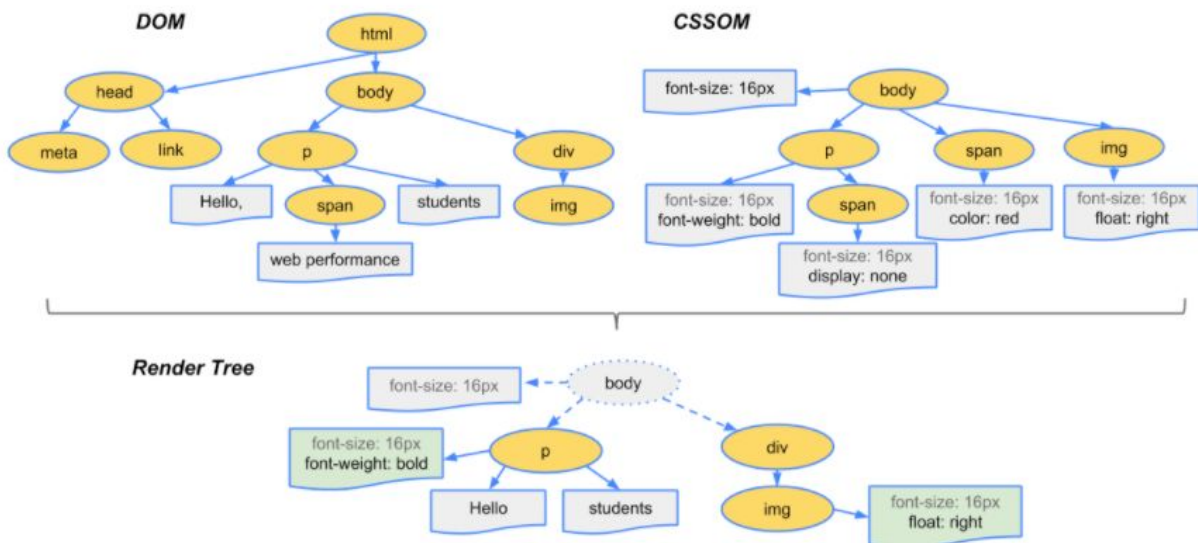 DOM
html
head
body
meta
link
p
div
Hello,
span
students
img
web performance
CSSOM
font-size: 16px
body
p
span
img
font-size: 16px
font-weight: bold
span
font-size: 16px
color: red
font-size: 16px
float: right
font-size: 16px
display: none
Render Tree
font-size: 16px
body
font-size: 16px
font-weight: bold
p
div
Hello
students
img
font-size: 16px
float: right